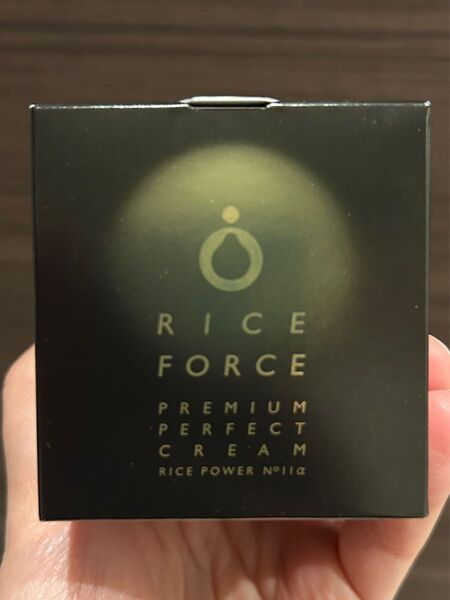 RICE
FORCE
PREMIUM
PERFECT
CREAM
RICE POWER Nº11α